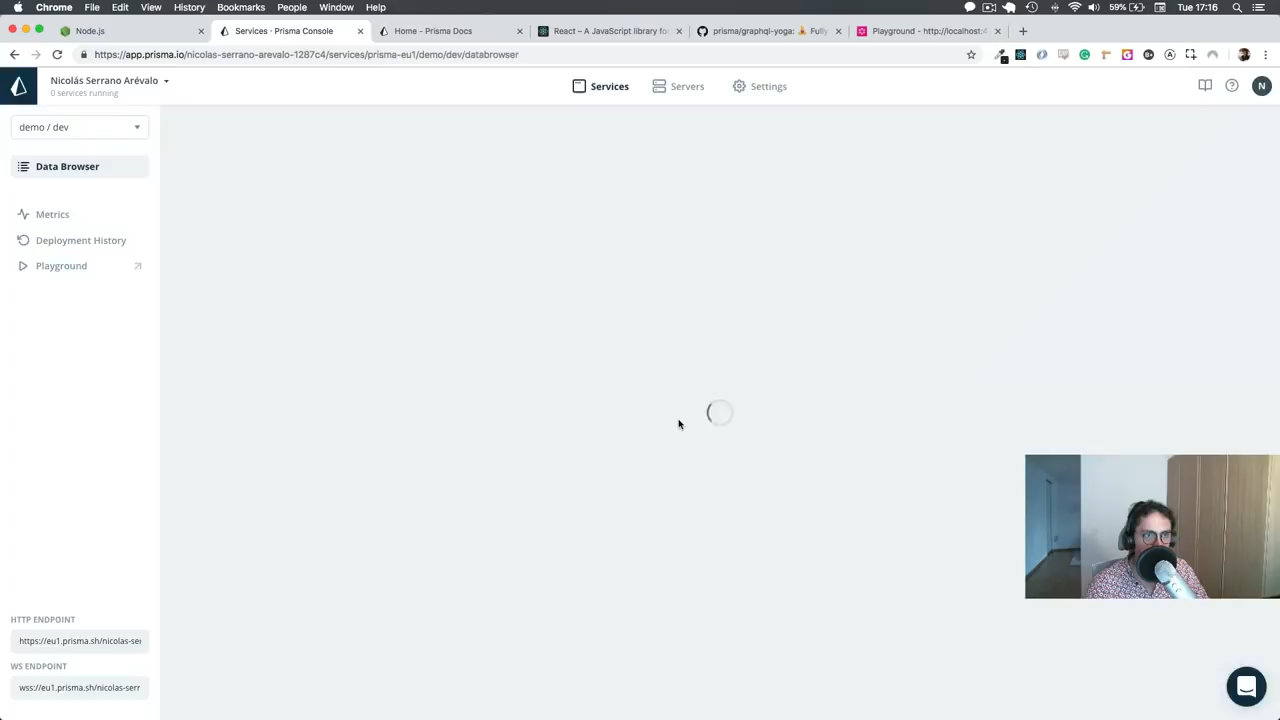 Chrome File Edit View History Bookmarks People Window Help 59% Tue 17:16
Node.js Services · Prisma Console Home - Prisma Docs React – A JavaScript library for prisma/graphql-yoga: Fully Playground - http://localhost:4
https://app.prisma.io/nicolas-serrano-arevalo-1287c4/services/prisma-eu1/demo/dev/databrowser
Nicolás Serrano Arévalo
0 services running
Services Servers Settings N
demo / dev
Data Browser
Metrics
Deployment History
Playground
HTTP ENDPOINT
https://eu1.prisma.sh/nicolas-ser
WS ENDPOINT
wss://eu1.prisma.sh/nicolas-serr